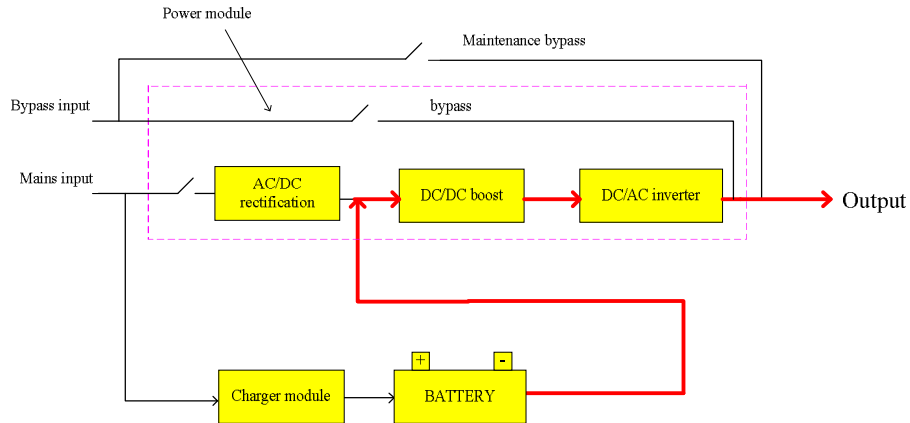 Power module
Maintenance bypass
Bypass input
bypass
Mains input
AC/DC
rectification
DC/DC boost
DC/AC inverter
Output
+
-
Charger module
BATTERY